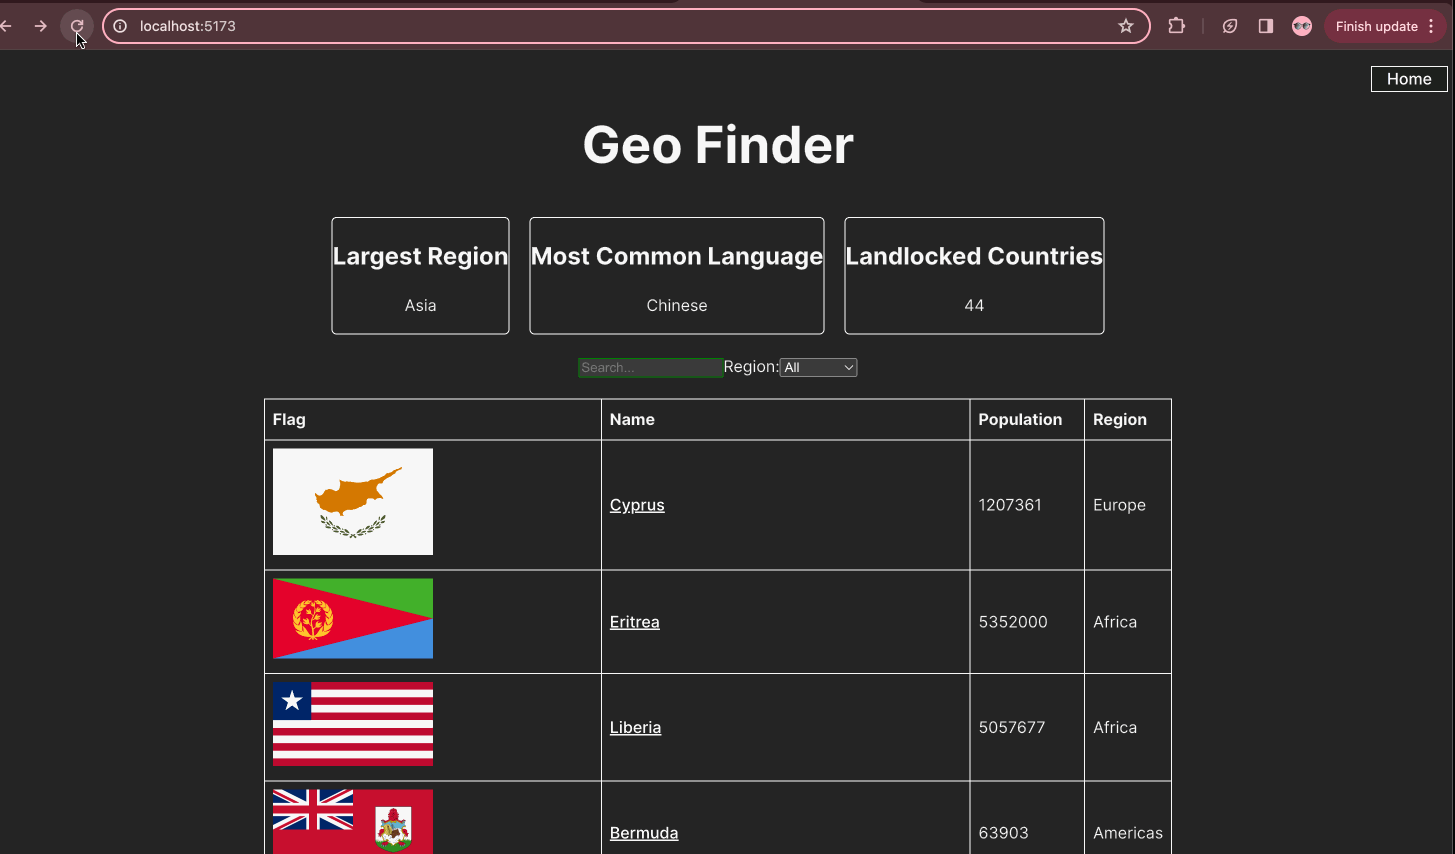 localhost:5173
Finish update
Home
Geo Finder
Largest Region
Asia
Most Common Language
Chinese
Landlocked Countries
44
Search... Region: All
Flag Name Population Region
Cyprus 1207361 Europe
Eritrea 5352000 Africa
Liberia 5057677 Africa
Bermuda 63903 Americas